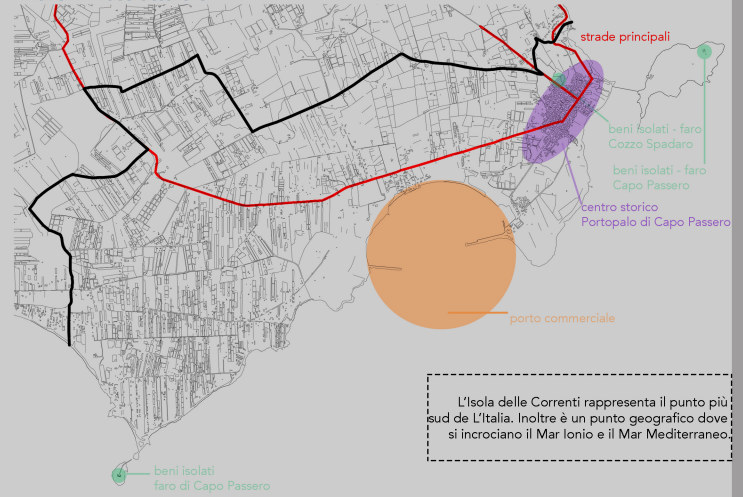 strade principali
beni isolati - faro
Cozzo Spadaro
beni isolati - faro
Capo Passero
centro storico
Portopalo di Capo Passero
porto commerciale
L'Isola delle Correnti rappresenta il punto più
sud de L'Italia. Inoltre è un punto geografico dove
si incrociano il Mar Ionio e il Mar Mediterraneo.
beni isolati
faro di Capo Passero